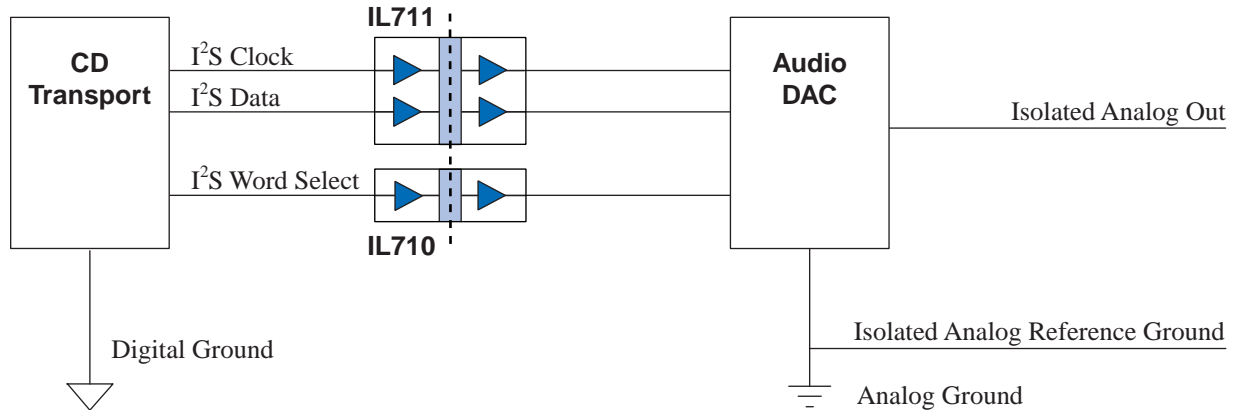 IL711
CD
Transport
I²S Clock
I²S Data
I²S Word Select
IL710
Audio
DAC
Isolated Analog Out
Digital Ground
Isolated Analog Reference Ground
Analog Ground